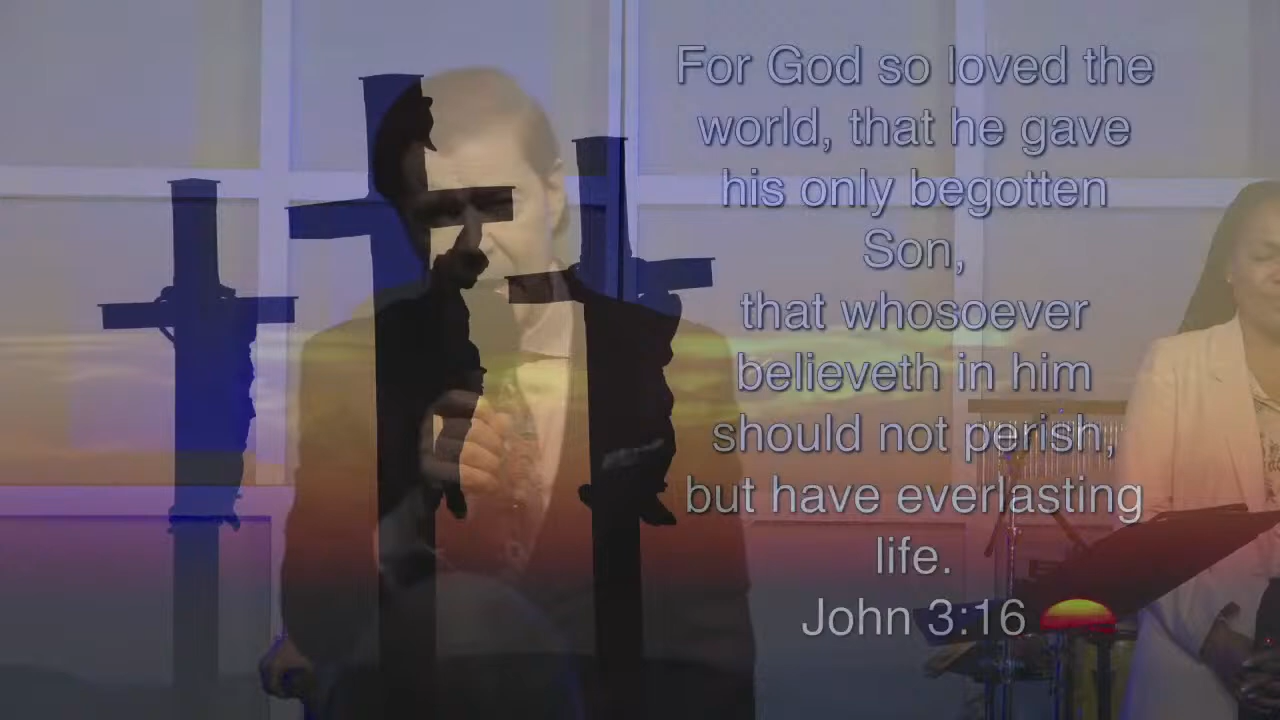 For God so loved the
world, that he gave
his only begotten
Son,
that whosoever
believeth in him
should not perish,
but have everlasting
life.
John 3:16